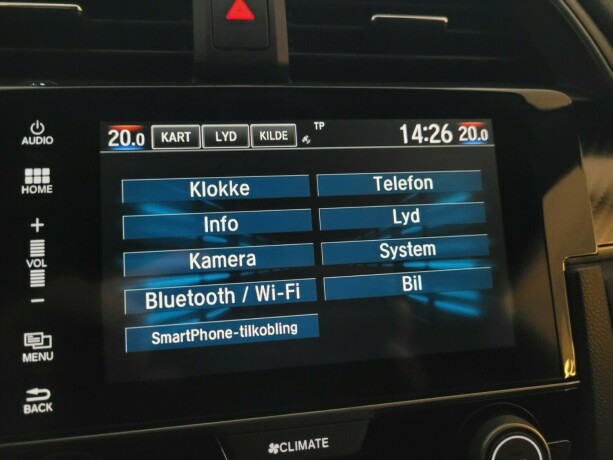 AUDIO
HOME
+
VOL
−
MENU
BACK
20.0 KART LYD KILDE TP 14:26 20.0
Klokke Telefon
Info Lyd
Kamera System
Bluetooth / Wi-Fi Bil
SmartPhone-tilkobling
CLIMATE